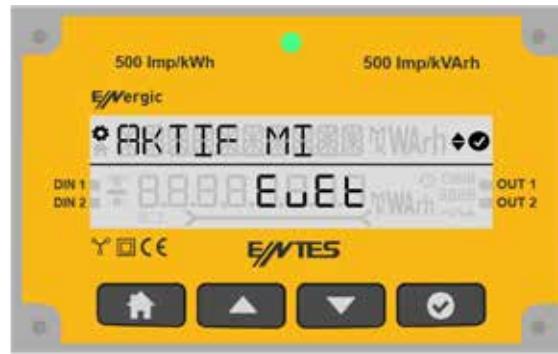 500 Imp/kWh 500 Imp/kVArh
ENergic
AKTIF MI
DIN 1 EvEt OUT 1
DIN 2 OUT 2
CE ENTES